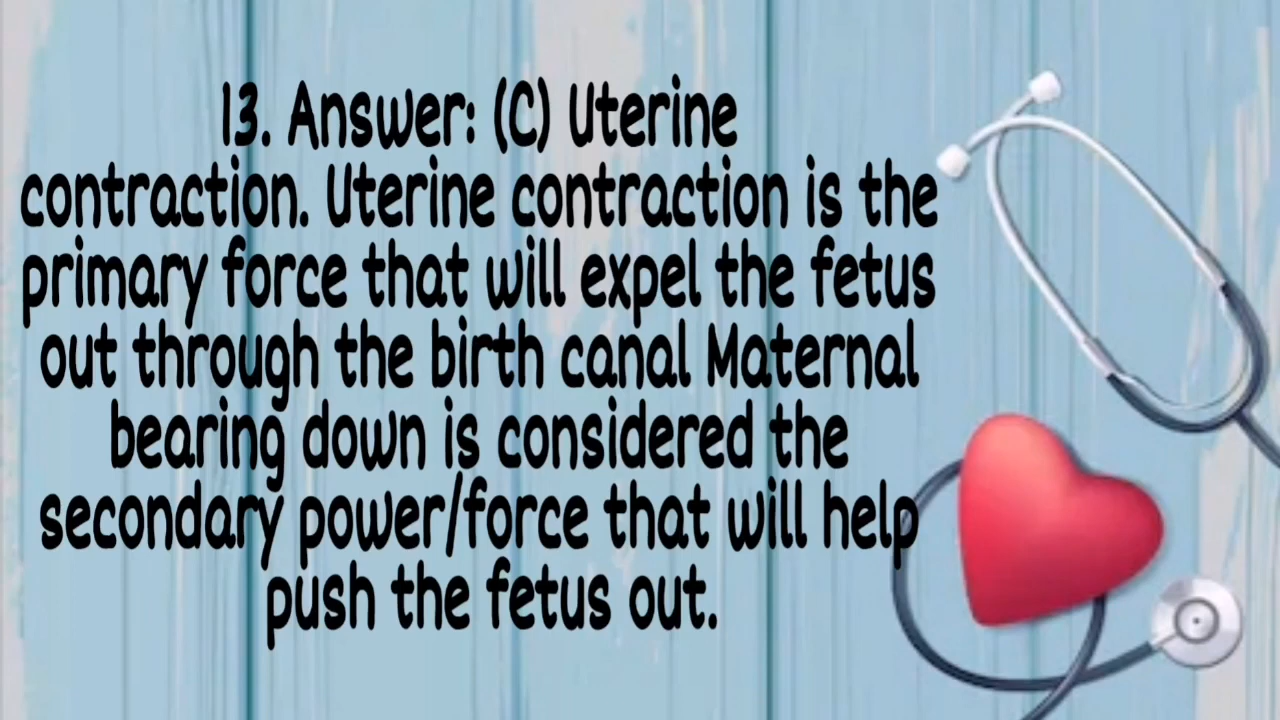 13. Answer: (C) Uterine
contraction. Uterine contraction is the
primary force that will expel the fetus
out through the birth canal Maternal
bearing down is considered the
secondary power/force that will help
push the fetus out.